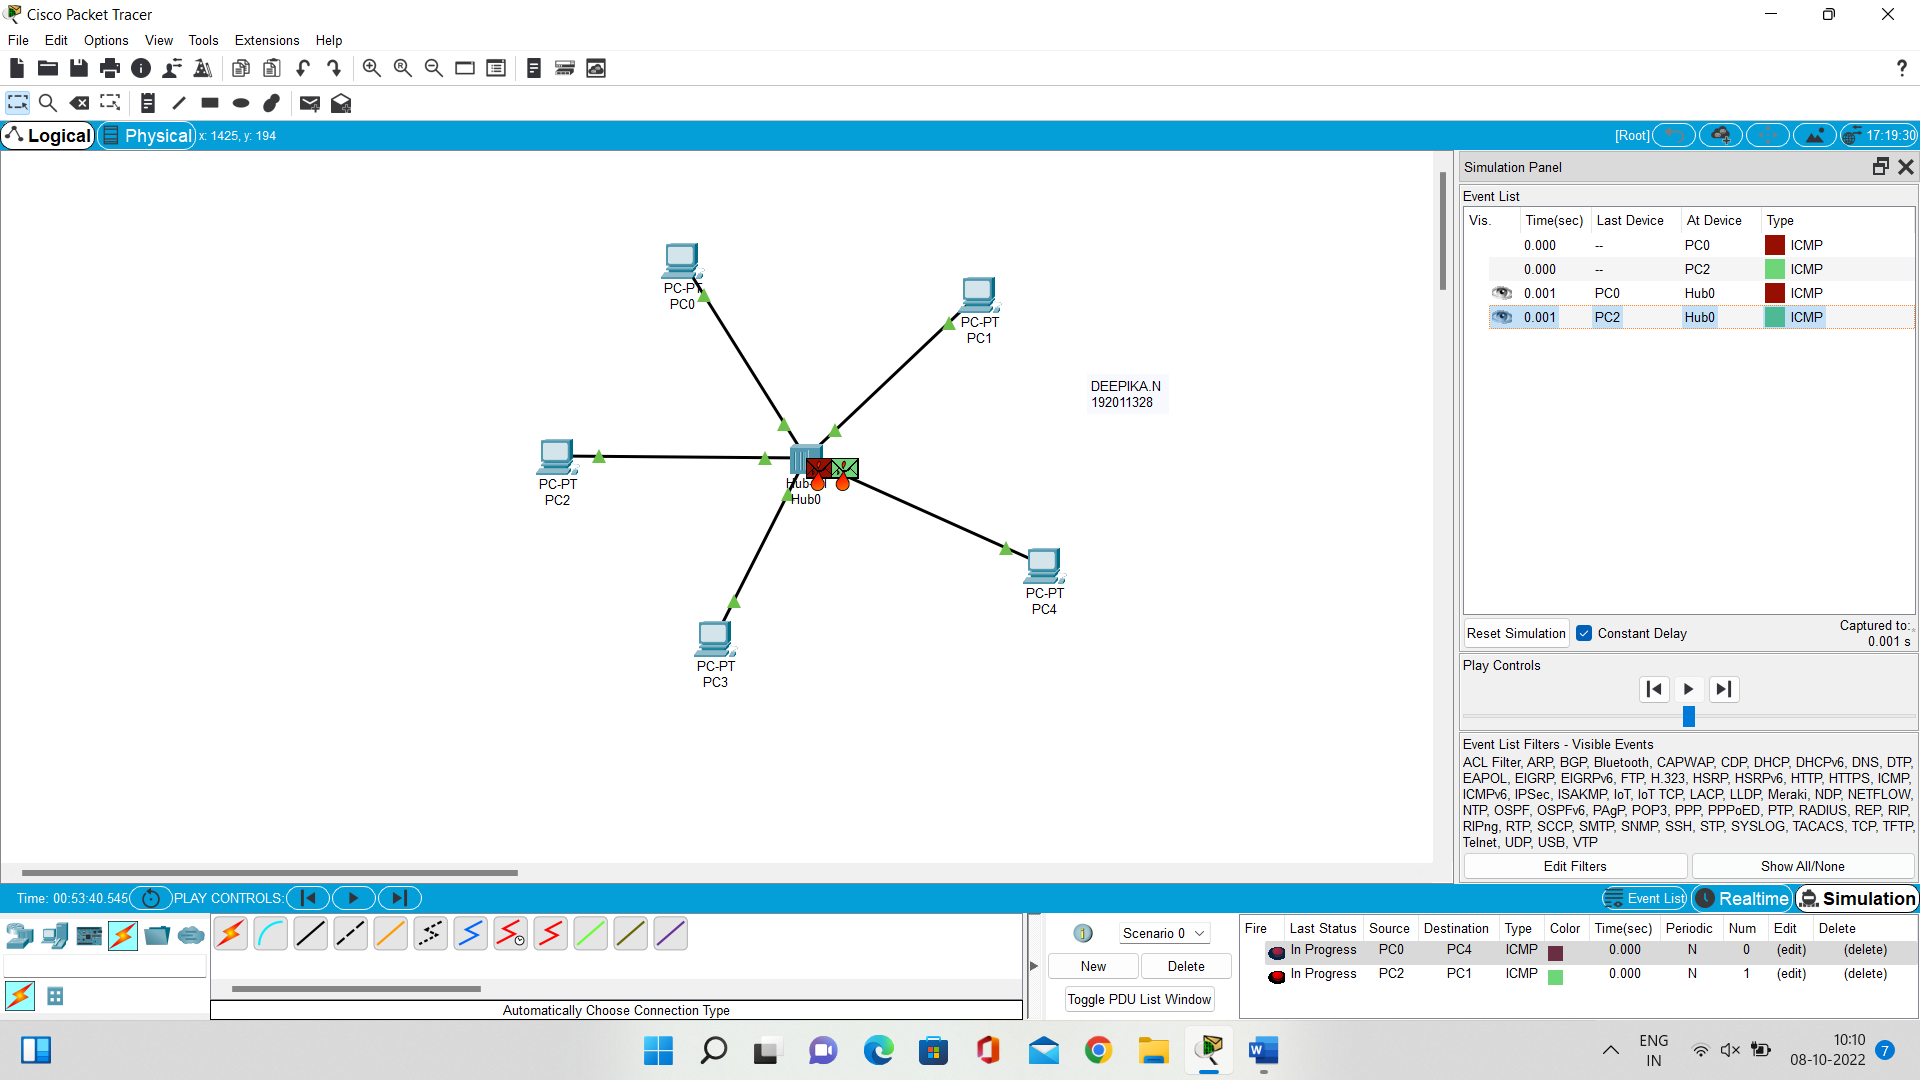 Cisco Packet Tracer
File Edit Options View Tools Extensions Help
?
Logical Physical x: 1425, y: 194 [Root] 17:19:30
Simulation Panel
Event List
Vis. Time(sec) Last Device At Device Type
0.000 -- PC0 ICMP
0.000 -- PC2 ICMP
0.001 PC0 Hub0 ICMP
0.001 PC2 Hub0 ICMP
PC-PT
PC0
PC-PT
PC1
DEEPIKA.N
192011328
PC-PT
PC2
Hub0
PC-PT
PC4
PC-PT
PC3
Reset Simulation Constant Delay Captured to:
0.001 s
Play Controls
Event List Filters - Visible Events
ACL Filter, ARP, BGP, Bluetooth, CAPWAP, CDP, DHCP, DHCPv6, DNS, DTP,
EAPOL, EIGRP, EIGRPv6, FTP, H.323, HSRP, HSRPv6, HTTP, HTTPS, ICMP,
ICMPv6, IPSec, ISAKMP, IoT, IoT TCP, LACP, LLDP, Meraki, NDP, NETFLOW,
NTP, OSPF, OSPFv6, PAgP, POP3, PPP, PPPoED, PTP, RADIUS, REP, RIP,
RIPng, RTP, SCCP, SMTP, SNMP, SSH, STP, SYSLOG, TACACS, TCP, TFTP,
Telnet, UDP, USB, VTP
Edit Filters Show All/None
Time: 00:53:40.545 PLAY CONTROLS: Event List Realtime Simulation
Automatically Choose Connection Type
1 Scenario 0
New Delete
Toggle PDU List Window
Fire Last Status Source Destination Type Color Time(sec) Periodic Num Edit Delete
In Progress PC0 PC4 ICMP 0.000 N 0 (edit) (delete)
In Progress PC2 PC1 ICMP 0.000 N 1 (edit) (delete)
ENG
IN
10:10
08-10-2022
7